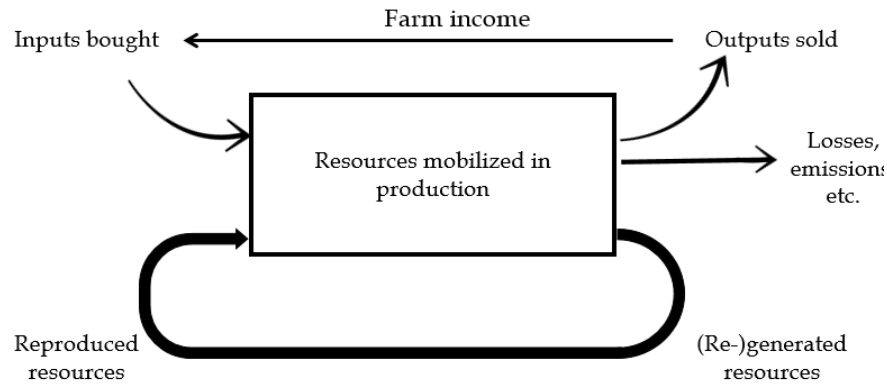 Farm income
Inputs bought
Outputs sold
Resources mobilized in
production
Losses,
emissions
etc.
Reproduced
resources
(Re-)generated
resources